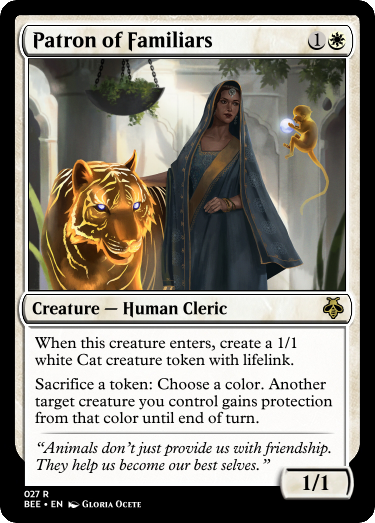 Patron of Familiars 1
Creature — Human Cleric
When this creature enters, create a 1/1
white Cat creature token with lifelink.
Sacrifice a token: Choose a color. Another
target creature you control gains protection
from that color until end of turn.
“Animals don’t just provide us with friendship.
They help us become our best selves.”
1/1
027 R
BEE • EN Gloria Ocete